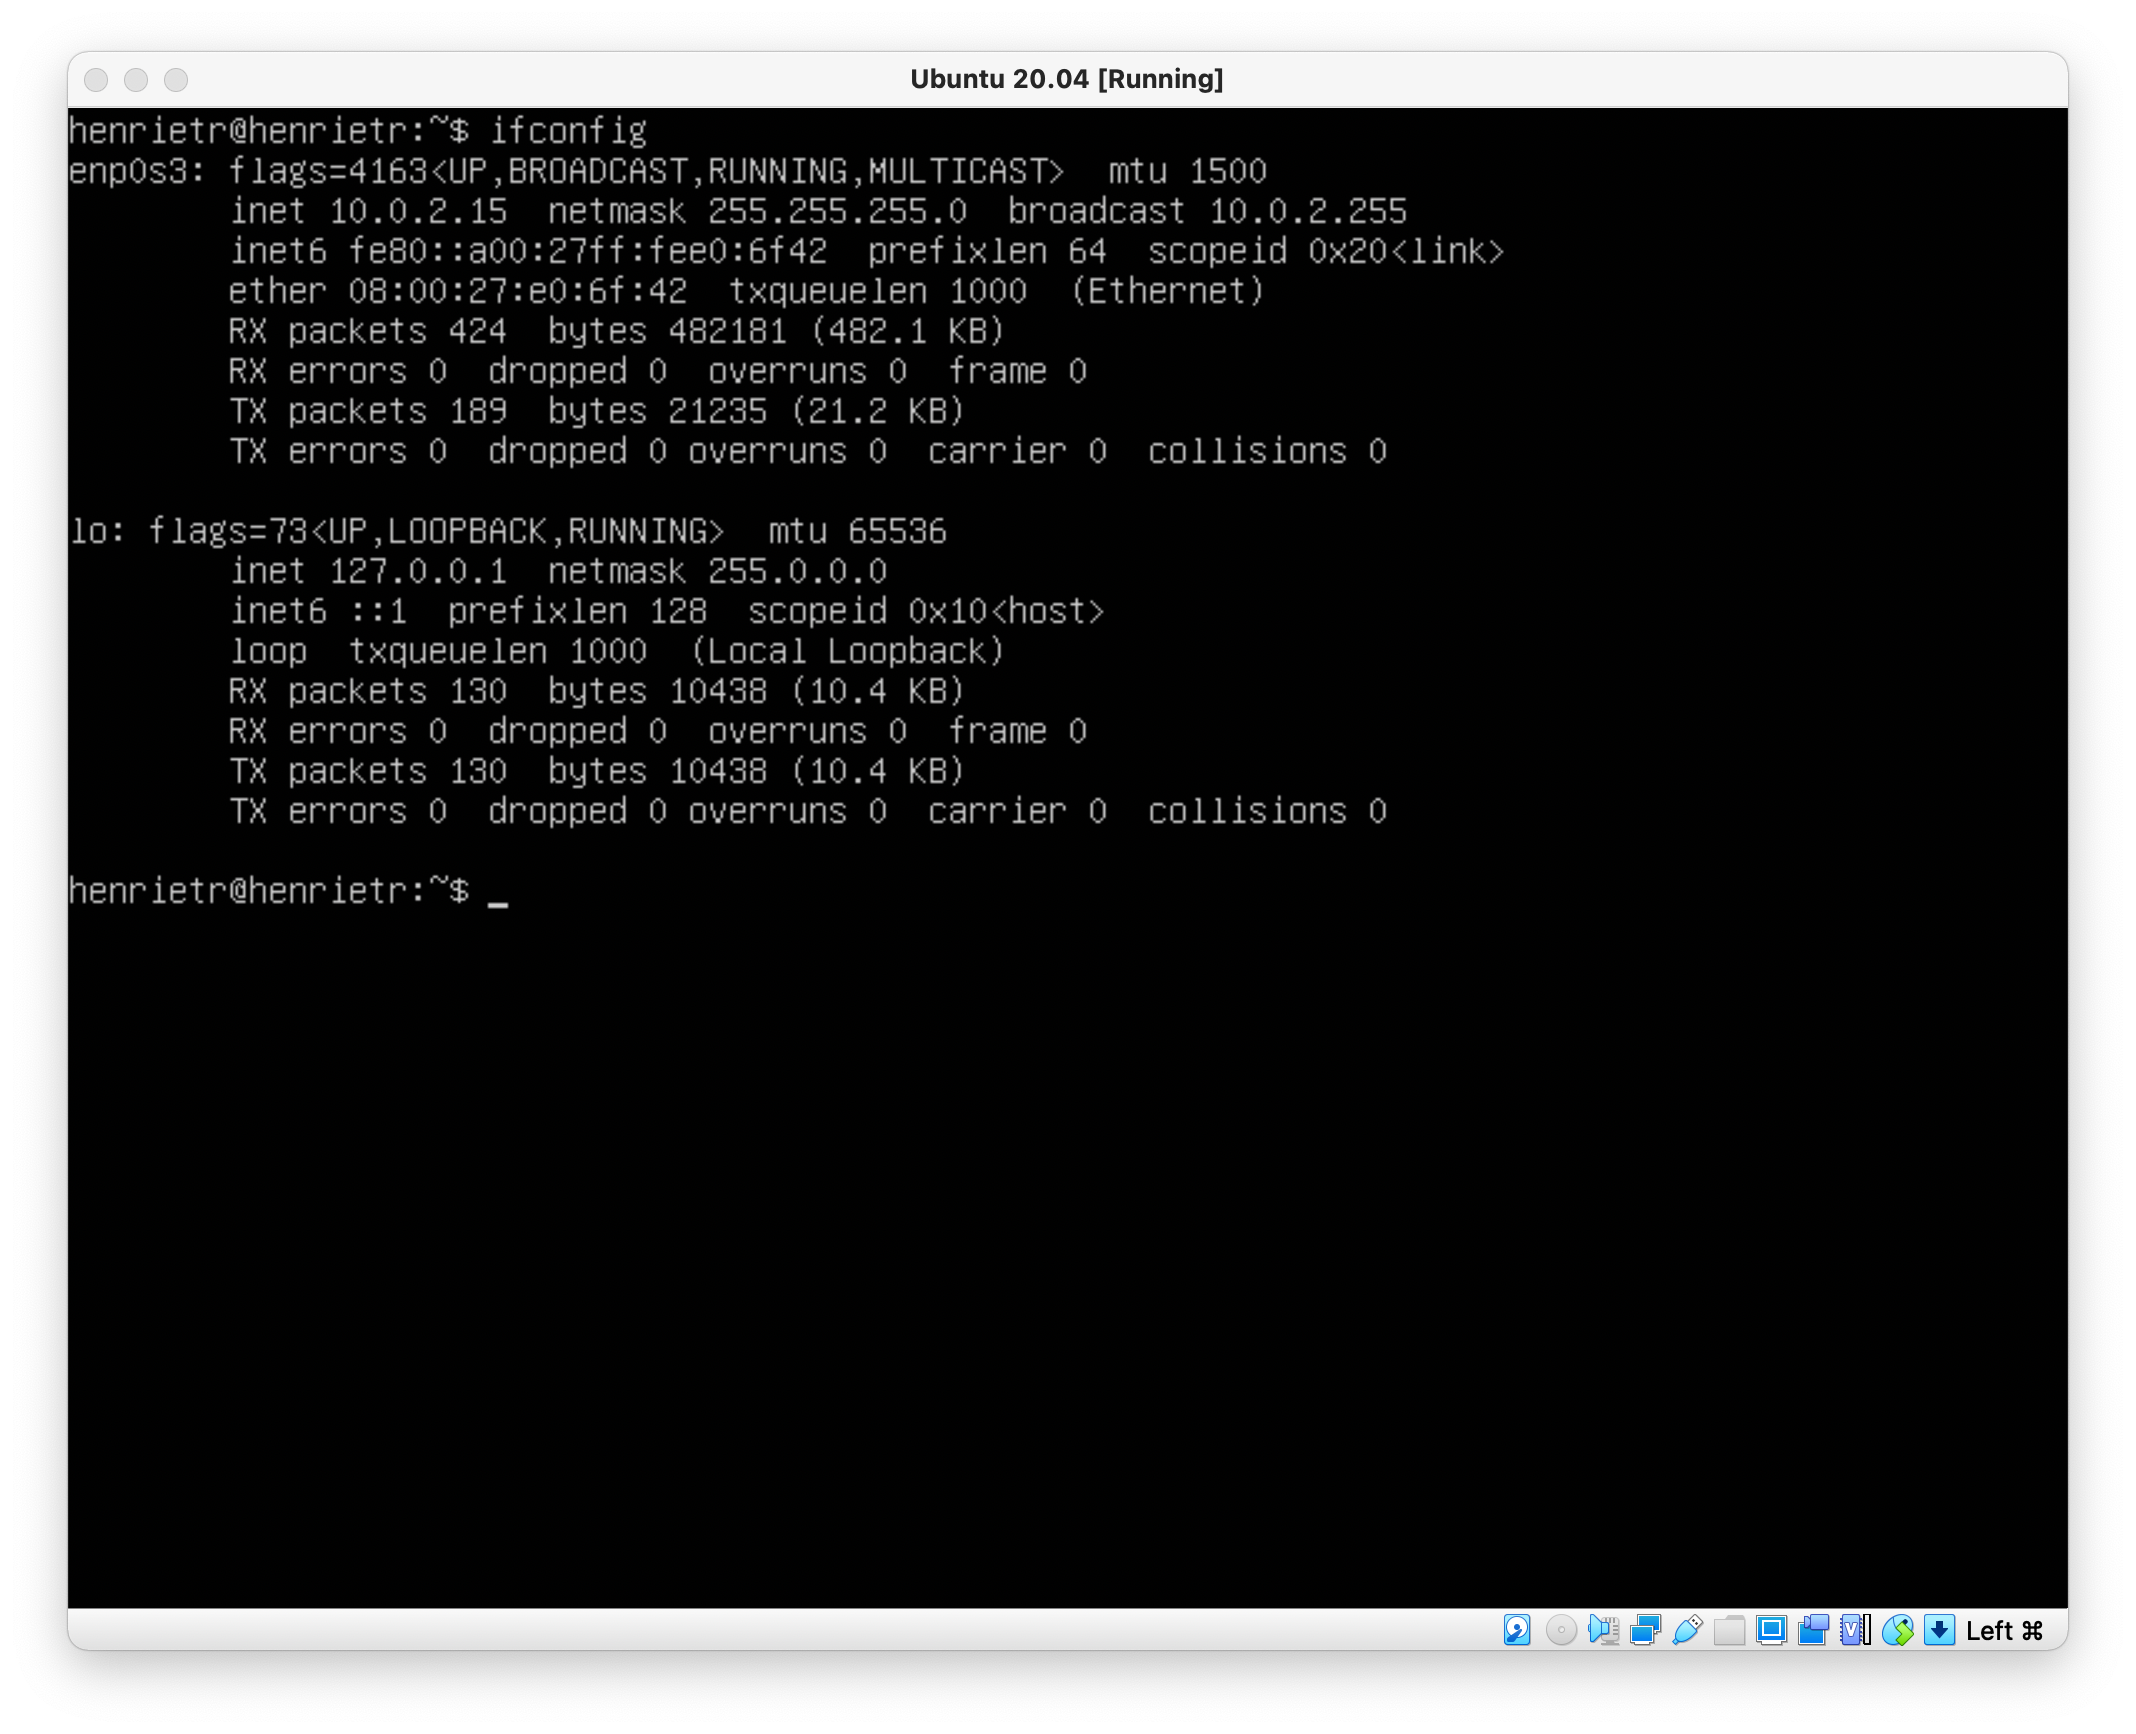 Ubuntu 20.04 [Running]
henrietr@henrietr:~$ ifconfig
enp0s3: flags=4163<UP,BROADCAST,RUNNING,MULTICAST>  mtu 1500
        inet 10.0.2.15  netmask 255.255.255.0  broadcast 10.0.2.255
        inet6 fe80::a00:27ff:fee0:6f42  prefixlen 64  scopeid 0x20<link>
        ether 08:00:27:e0:6f:42  txqueuelen 1000  (Ethernet)
        RX packets 424  bytes 482181 (482.1 KB)
        RX errors 0  dropped 0  overruns 0  frame 0
        TX packets 189  bytes 21235 (21.2 KB)
        TX errors 0  dropped 0 overruns 0  carrier 0  collisions 0
lo: flags=73<UP,LOOPBACK,RUNNING>  mtu 65536
        inet 127.0.0.1  netmask 255.0.0.0
        inet6 ::1  prefixlen 128  scopeid 0x10<host>
        loop  txqueuelen 1000  (Local Loopback)
        RX packets 130  bytes 10438 (10.4 KB)
        RX errors 0  dropped 0  overruns 0  frame 0
        TX packets 130  bytes 10438 (10.4 KB)
        TX errors 0  dropped 0 overruns 0  carrier 0  collisions 0
henrietr@henrietr:~$ _
Left ⌘